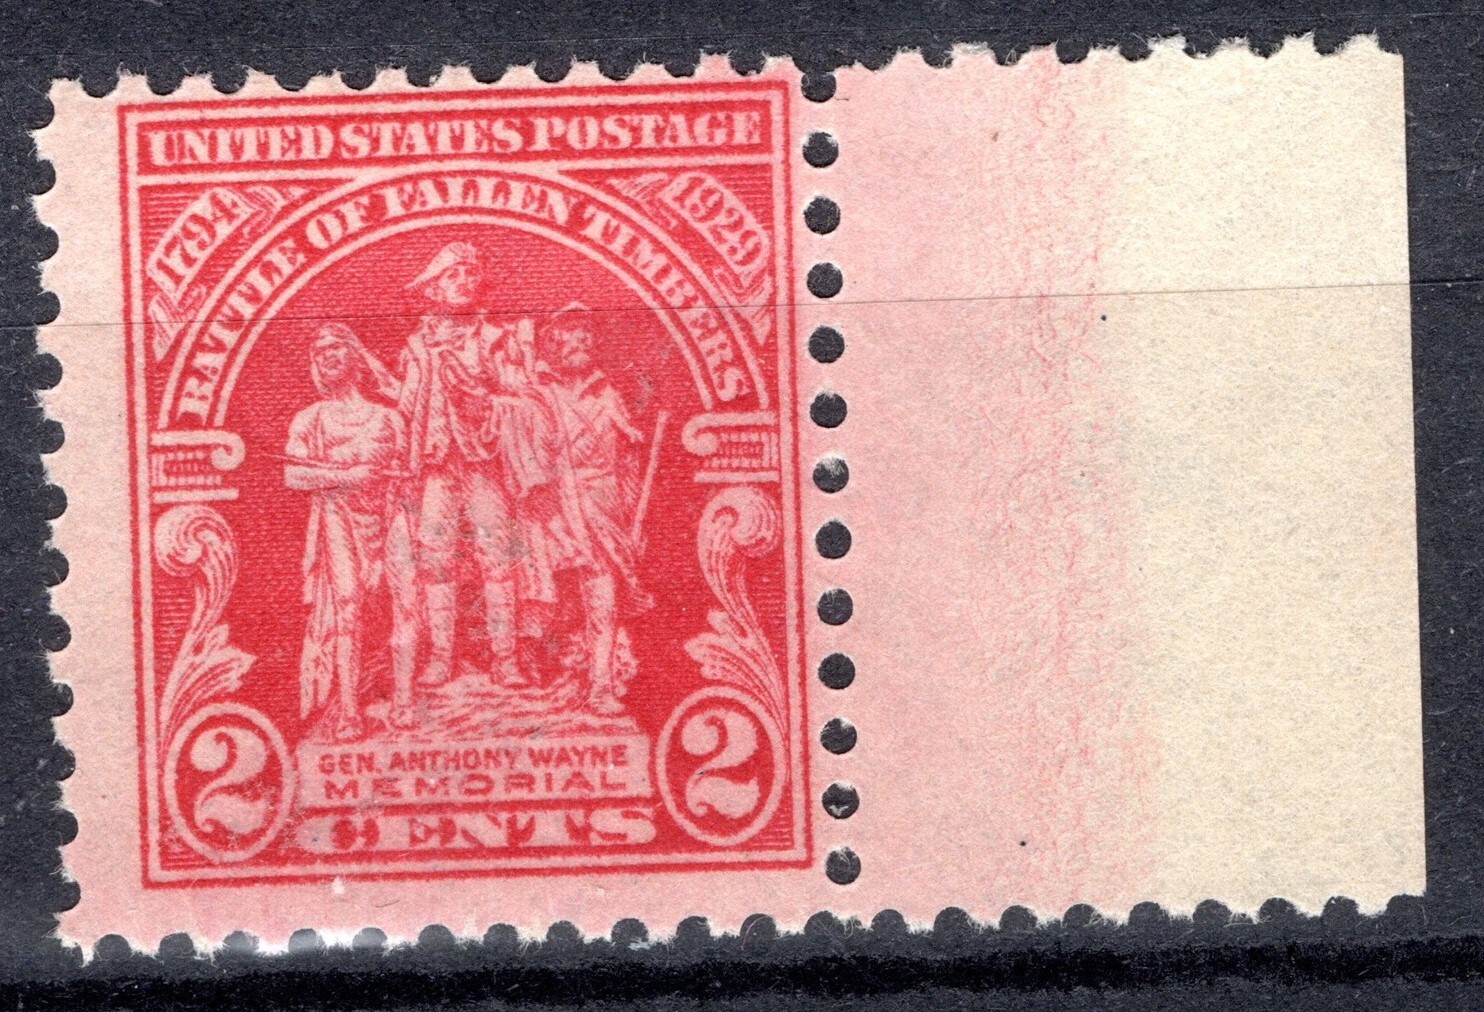 UNITED STATES POSTAGE
1794
BATTLE OF FALLEN TIMBERS
1929
GEN. ANTHONY WAYNE
MEMORIAL
2 CENTS 2